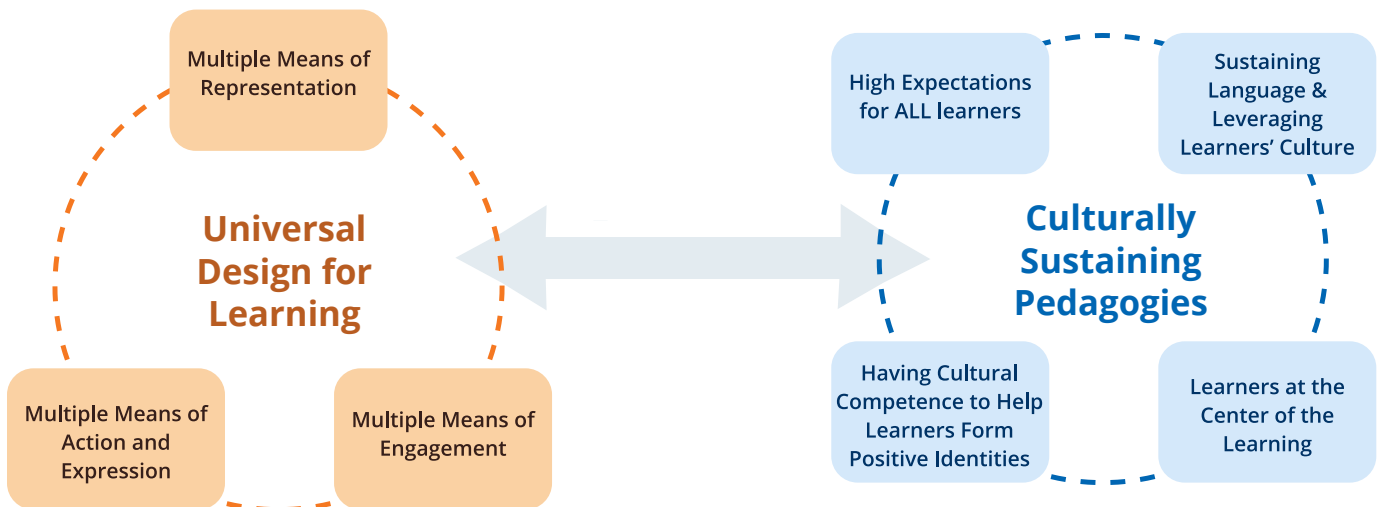 Multiple Means of
Representation
Universal
Design for
Learning
Multiple Means of
Action and
Expression
Multiple Means of
Engagement
High Expectations
for ALL learners
Sustaining
Language &
Leveraging
Learners’ Culture
Culturally
Sustaining
Pedagogies
Having Cultural
Competence to Help
Learners Form
Positive Identities
Learners at the
Center of the
Learning